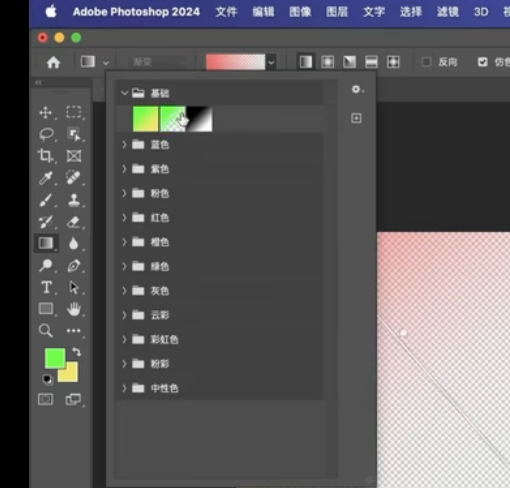 Adobe Photoshop 2024 文件 编辑 图像 图层 文字 选择 滤镜 3D
渐变 反向 仿色
基础
蓝色
紫色
粉色
红色
橙色
绿色
灰色
云彩
彩虹色
粉彩
中性色